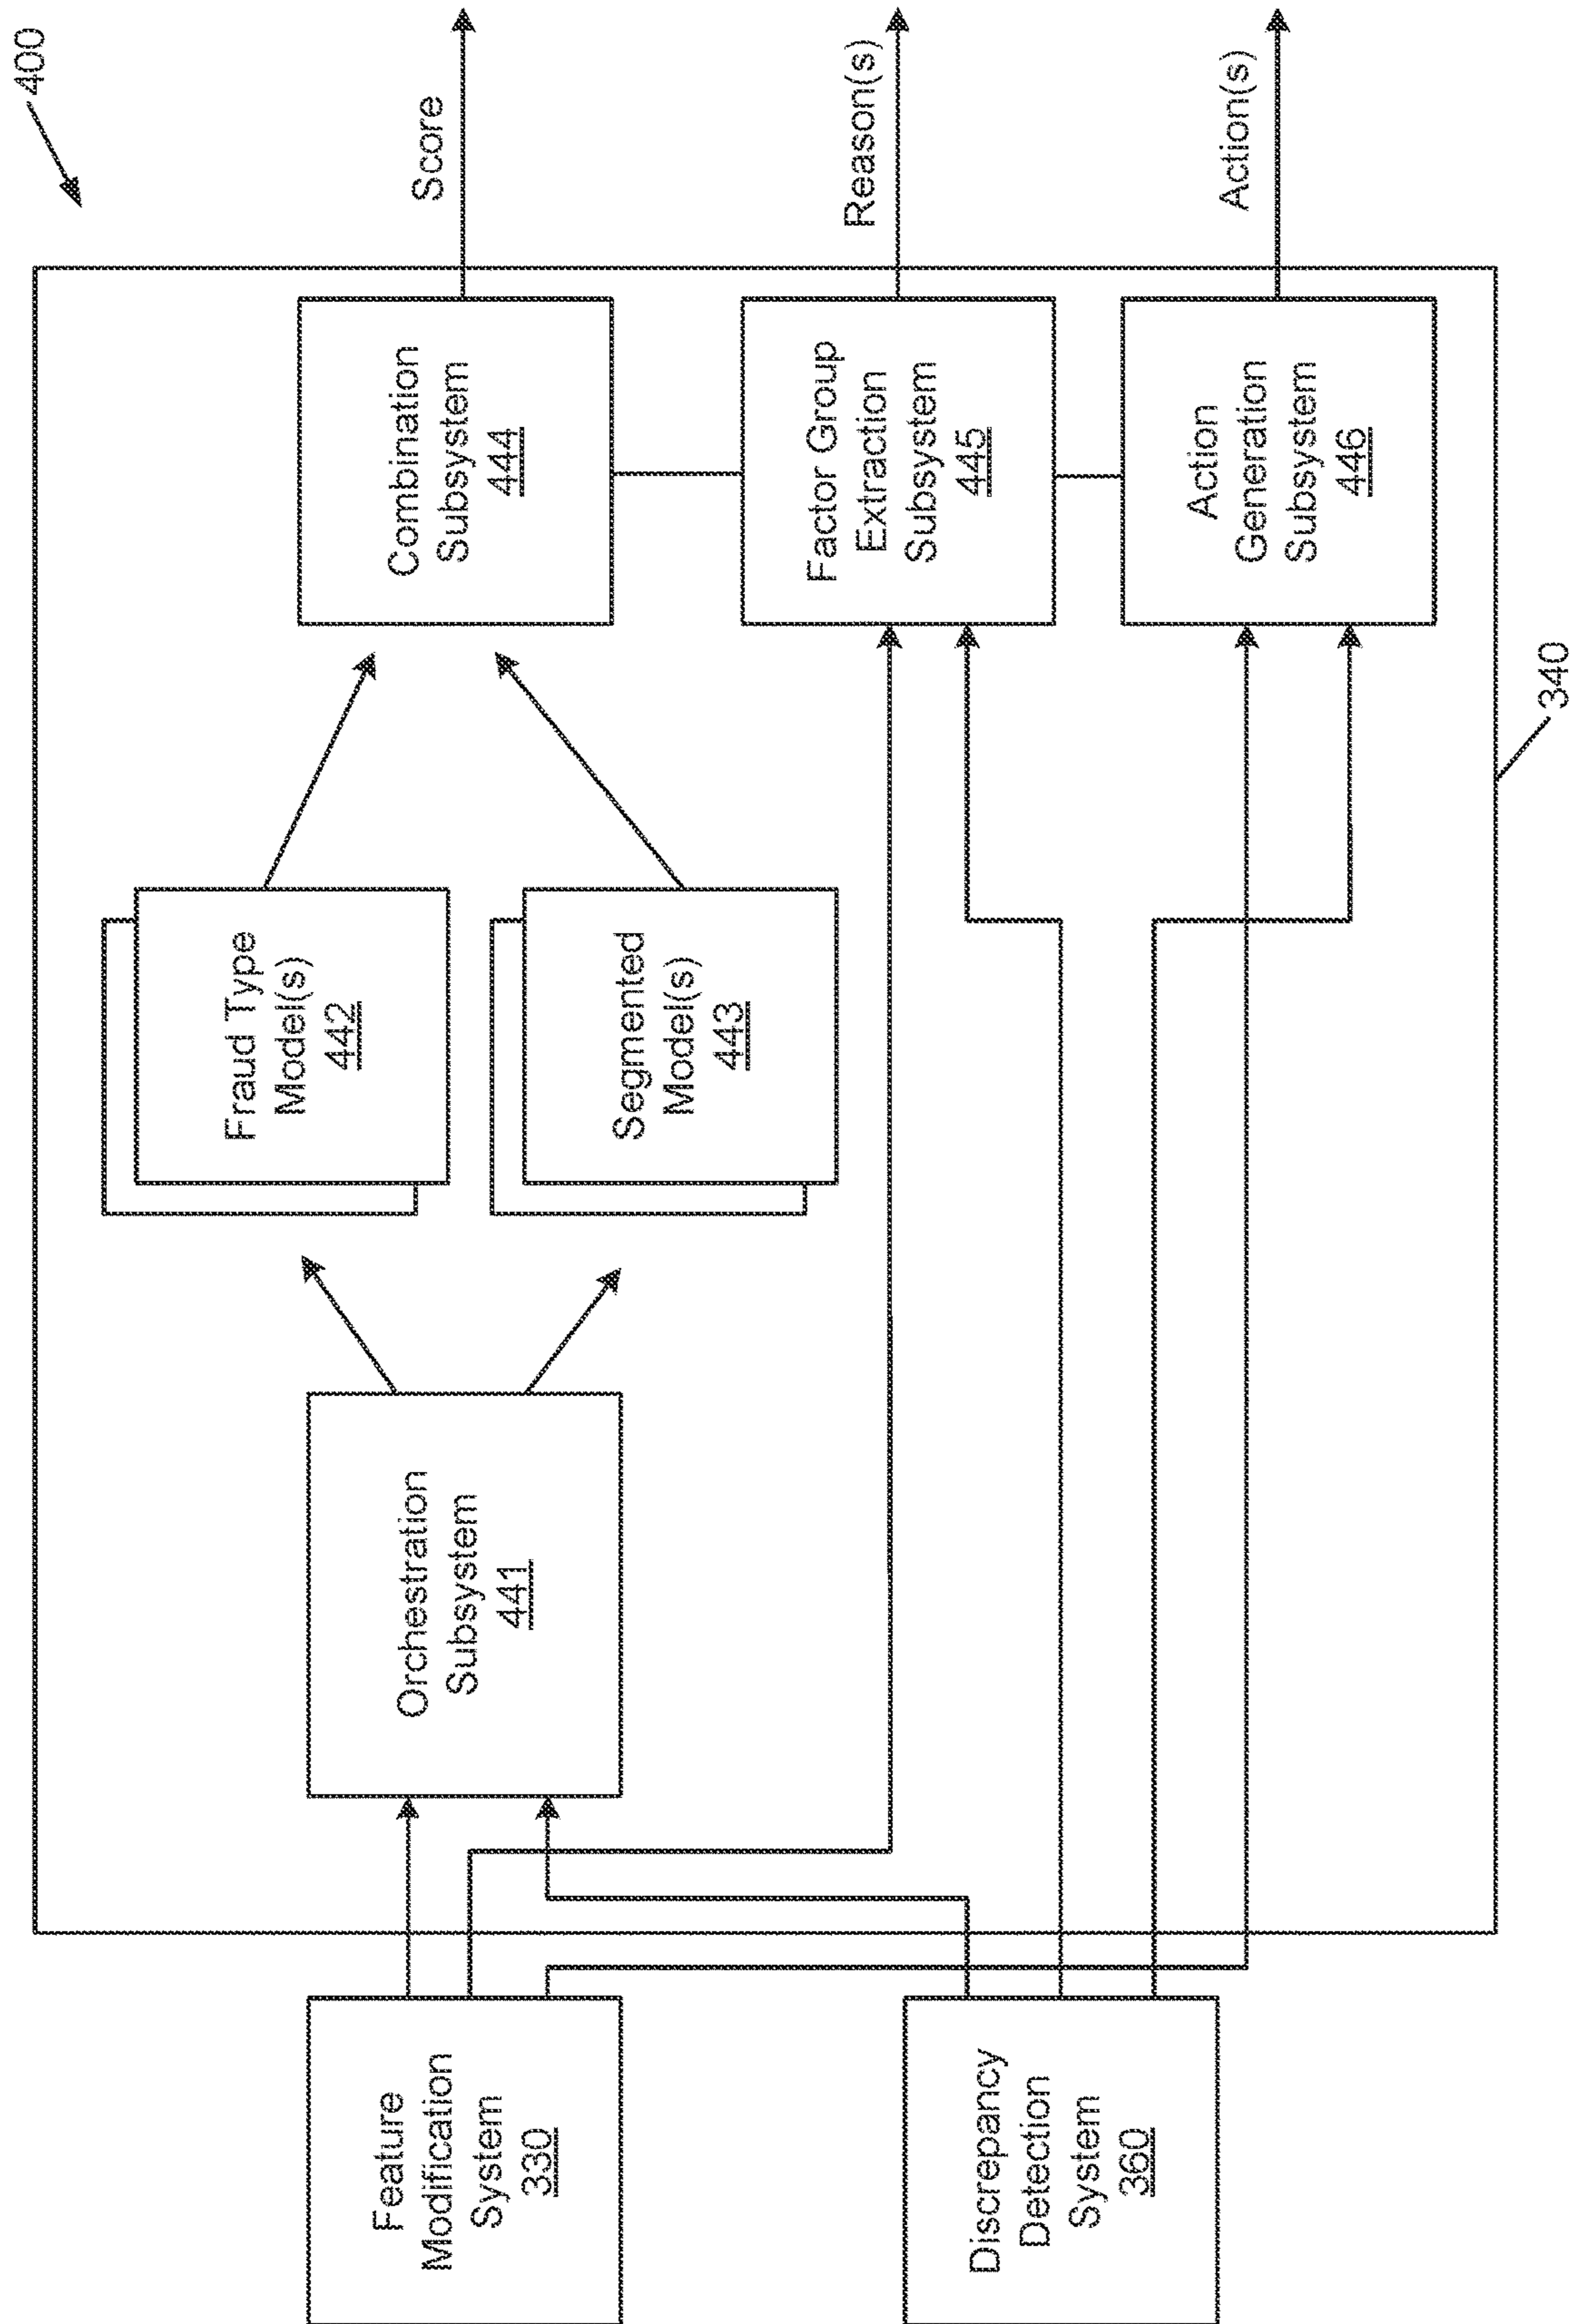 400
Feature
Modification
System
330
Discrepancy
Detection
System
360
Orchestration
Subsystem
441
Fraud Type
Model(s)
442
Segmented
Model(s)
443
Combination
Subsystem
444
Factor Group
Extraction
Subsystem
445
Action
Generation
Subsystem
446
Score
Reason(s)
Action(s)
340